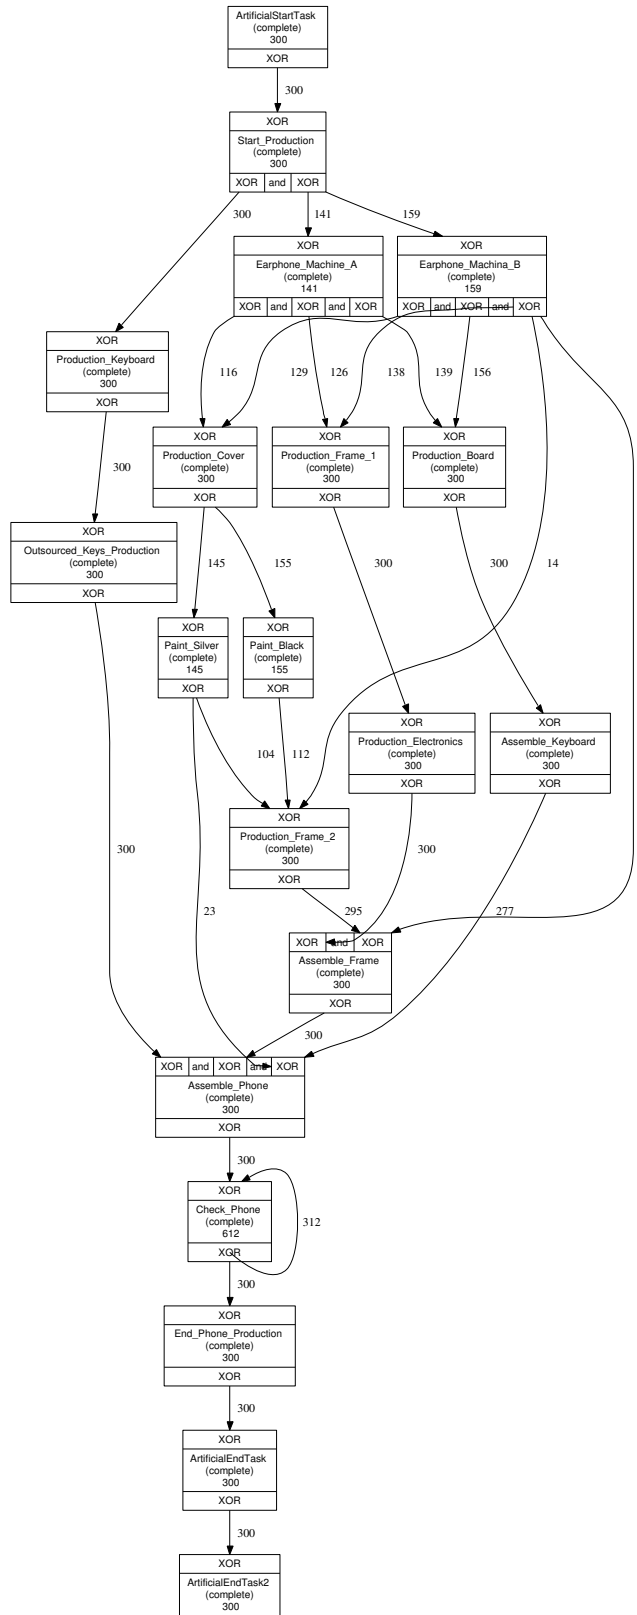 ArtificialStartTask
(complete)
300
XOR
300
XOR
Start_Production
(complete)
300
XOR and XOR
300
141
159
XOR
Earphone_Machine_A
(complete)
141
XOR and XOR and XOR
XOR
Earphone_Machina_B
(complete)
159
XOR and XOR and XOR
XOR
Production_Keyboard
(complete)
300
XOR
116
129
126
138
139
156
300
XOR
Production_Cover
(complete)
300
XOR
XOR
Production_Frame_1
(complete)
300
XOR
XOR
Production_Board
(complete)
300
XOR
XOR
Outsourced_Keys_Production
(complete)
300
XOR
145
155
300
300
14
XOR
Paint_Silver
(complete)
145
XOR
XOR
Paint_Black
(complete)
155
XOR
XOR
Production_Electronics
(complete)
300
XOR
XOR
Assemble_Keyboard
(complete)
300
XOR
104
112
XOR
Production_Frame_2
(complete)
300
XOR
300
300
23
295
277
XOR and XOR
Assemble_Frame
(complete)
300
XOR
300
XOR and XOR and XOR
Assemble_Phone
(complete)
300
XOR
300
XOR
Check_Phone
(complete)
612
XOR
312
300
XOR
End_Phone_Production
(complete)
300
XOR
300
XOR
ArtificialEndTask
(complete)
300
XOR
300
XOR
ArtificialEndTask2
(complete)
300